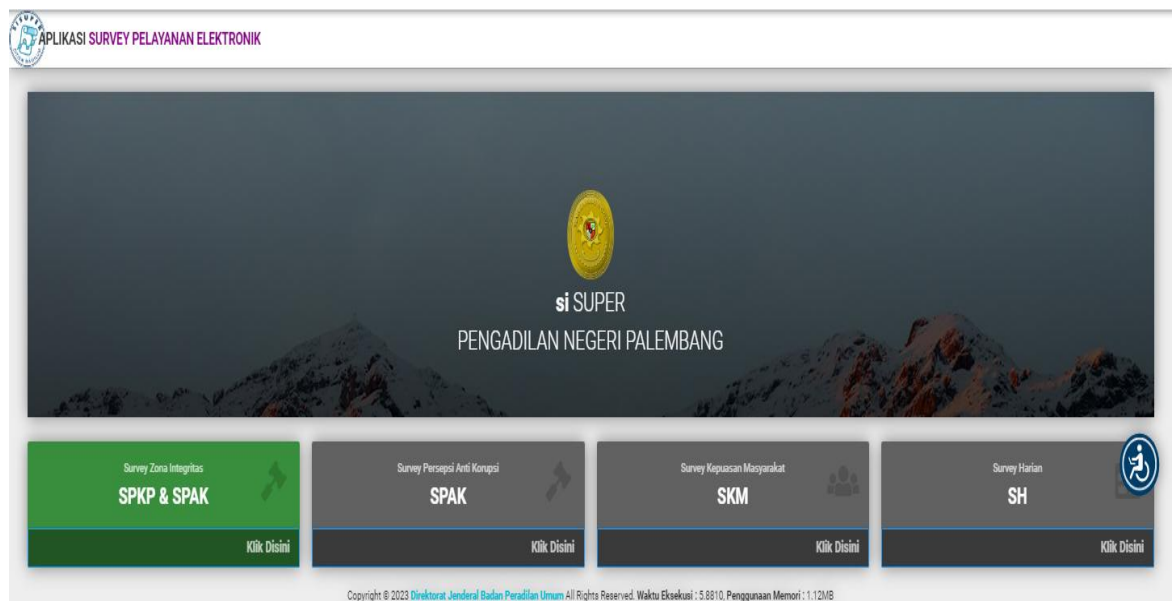 SISUPER
APLIKASI SURVEY PELAYANAN ELEKTRONIK
si SUPER
PENGADILAN NEGERI PALEMBANG
Survey Zona Integritas
SPKP & SPAK
Klik Disini
Survey Persepsi Anti Korupsi
SPAK
Klik Disini
Survey Kepuasan Masyarakat
SKM
Klik Disini
Survey Harian
SH
Klik Disini
Copyright © 2023 Direktorat Jenderal Badan Peradilan Umum All Rights Reserved. Waktu Eksekusi : 5.8810, Penggunaan Memori : 1.12MB